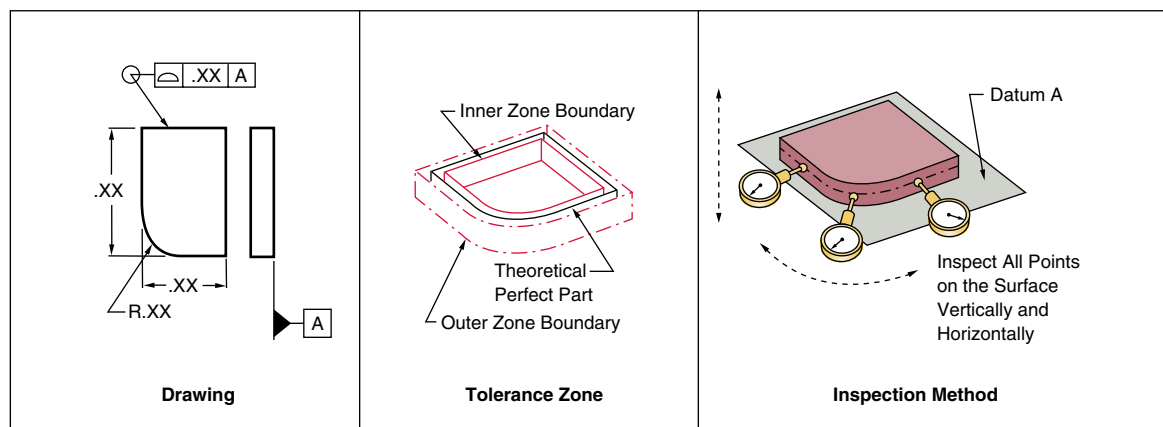 .XX A
.XX
.XX
R.XX
A
Drawing
Inner Zone Boundary
Theoretical
Perfect Part
Outer Zone Boundary
Tolerance Zone
Datum A
Inspect All Points
on the Surface
Vertically and
Horizontally
Inspection Method